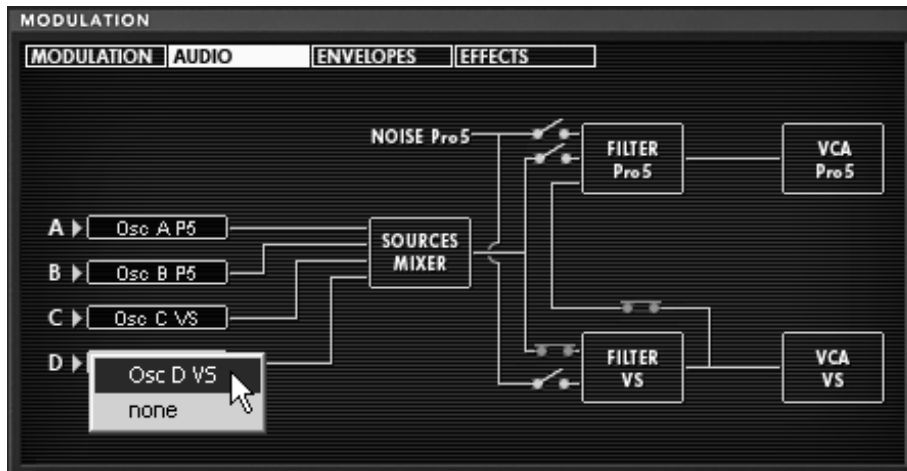 MODULATION
MODULATION AUDIO ENVELOPES EFFECTS
NOISE Pro5
FILTER
Pro5
VCA
Pro5
A Osc A P5
B Osc B P5
C Osc C VS
D
SOURCES
MIXER
Osc D VS
none
FILTER
VS
VCA
VS